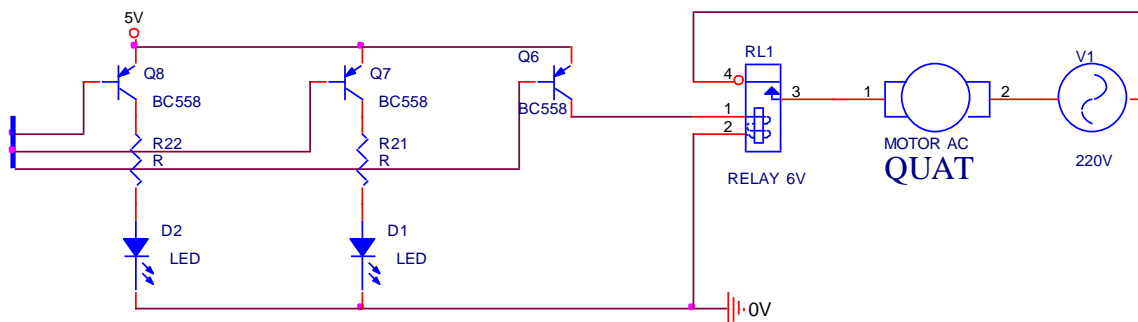 5V
Q8
BC558
Q7
BC558
Q6
BC558
RL1
4
3
1
2
RELAY 6V
1
2
MOTOR AC
QUAT
V1
220V
R22
R
R21
R
D2
LED
D1
LED
0V